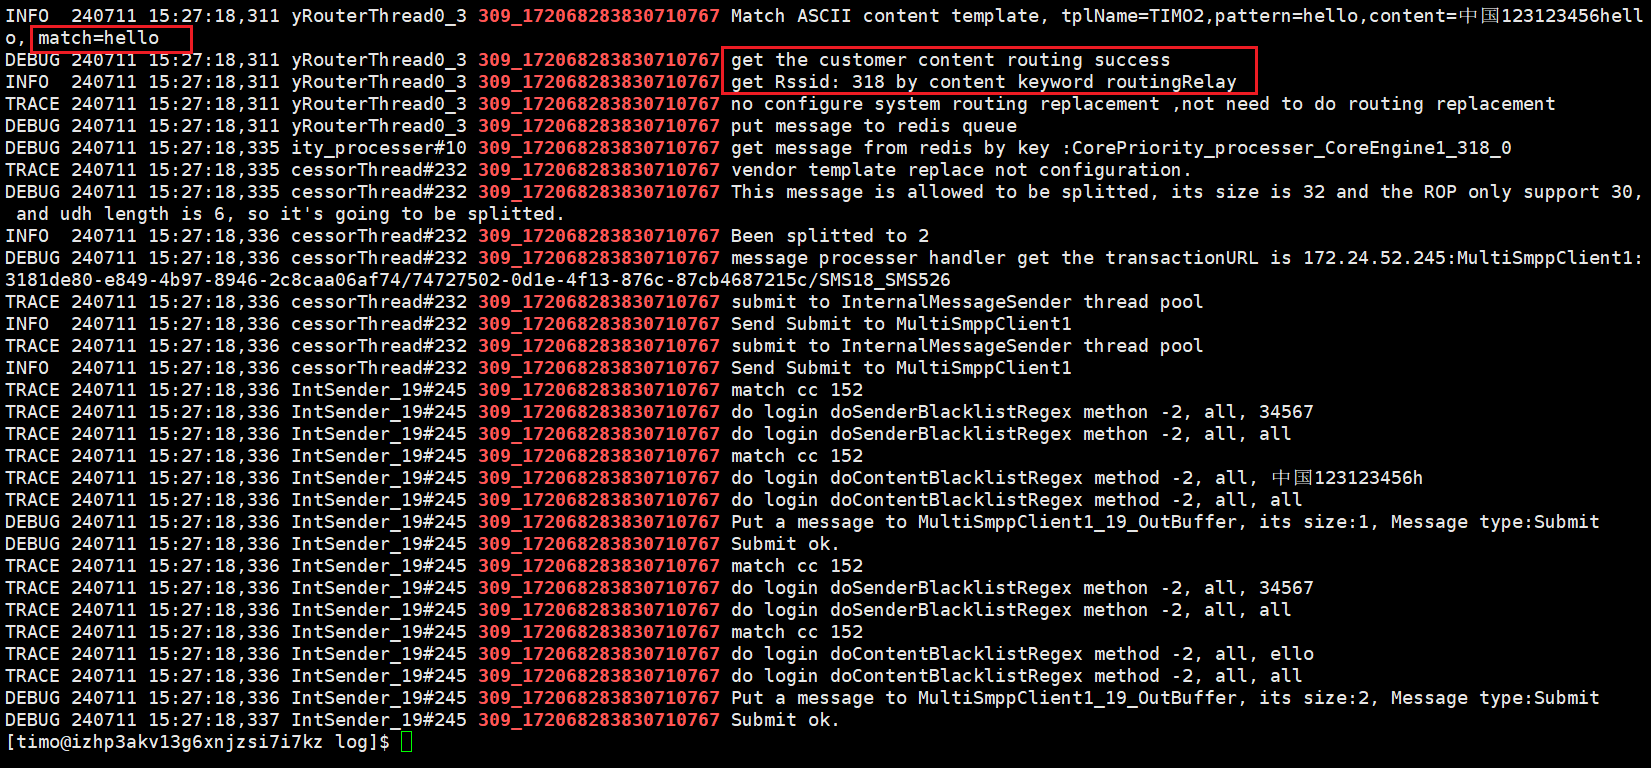 INFO  240711 15:27:18,311 yRouterThread0_3 309_172068283830710767 Match ASCII content template, tplName=TIMO2,pattern=hello,content=中国123123456hell
o, match=hello
DEBUG 240711 15:27:18,311 yRouterThread0_3 309_172068283830710767 get the customer content routing success
INFO  240711 15:27:18,311 yRouterThread0_3 309_172068283830710767 get Rssid: 318 by content keyword routingRelay
TRACE 240711 15:27:18,311 yRouterThread0_3 309_172068283830710767 no configure system routing replacement ,not need to do routing replacement
DEBUG 240711 15:27:18,311 yRouterThread0_3 309_172068283830710767 put message to redis queue
DEBUG 240711 15:27:18,335 ity_processer#10 309_172068283830710767 get message from redis by key :CorePriority_processer_CoreEngine1_318_0
TRACE 240711 15:27:18,335 cessorThread#232 309_172068283830710767 vendor template replace not configuration.
DEBUG 240711 15:27:18,335 cessorThread#232 309_172068283830710767 This message is allowed to be splitted, its size is 32 and the ROP only support 30,
 and udh length is 6, so it's going to be splitted.
INFO  240711 15:27:18,336 cessorThread#232 309_172068283830710767 Been splitted to 2
DEBUG 240711 15:27:18,336 cessorThread#232 309_172068283830710767 message processer handler get the transactionURL is 172.24.52.245:MultiSmppClient1:
3181de80-e849-4b97-8946-2c8caa06af74/74727502-0d1e-4f13-876c-87cb4687215c/SMS18_SMS526
TRACE 240711 15:27:18,336 cessorThread#232 309_172068283830710767 submit to InternalMessageSender thread pool
INFO  240711 15:27:18,336 cessorThread#232 309_172068283830710767 Send Submit to MultiSmppClient1
TRACE 240711 15:27:18,336 cessorThread#232 309_172068283830710767 submit to InternalMessageSender thread pool
INFO  240711 15:27:18,336 cessorThread#232 309_172068283830710767 Send Submit to MultiSmppClient1
TRACE 240711 15:27:18,336 IntSender_19#245 309_172068283830710767 match cc 152
TRACE 240711 15:27:18,336 IntSender_19#245 309_172068283830710767 do login doSenderBlacklistRegex methon -2, all, 34567
TRACE 240711 15:27:18,336 IntSender_19#245 309_172068283830710767 do login doSenderBlacklistRegex methon -2, all, all
TRACE 240711 15:27:18,336 IntSender_19#245 309_172068283830710767 match cc 152
TRACE 240711 15:27:18,336 IntSender_19#245 309_172068283830710767 do login doContentBlacklistRegex method -2, all, 中国123123456h
TRACE 240711 15:27:18,336 IntSender_19#245 309_172068283830710767 do login doContentBlacklistRegex method -2, all, all
DEBUG 240711 15:27:18,336 IntSender_19#245 309_172068283830710767 Put a message to MultiSmppClient1_19_OutBuffer, its size:1, Message type:Submit
DEBUG 240711 15:27:18,336 IntSender_19#245 309_172068283830710767 Submit ok.
TRACE 240711 15:27:18,336 IntSender_19#245 309_172068283830710767 match cc 152
TRACE 240711 15:27:18,336 IntSender_19#245 309_172068283830710767 do login doSenderBlacklistRegex methon -2, all, 34567
TRACE 240711 15:27:18,336 IntSender_19#245 309_172068283830710767 do login doSenderBlacklistRegex methon -2, all, all
TRACE 240711 15:27:18,336 IntSender_19#245 309_172068283830710767 match cc 152
TRACE 240711 15:27:18,336 IntSender_19#245 309_172068283830710767 do login doContentBlacklistRegex method -2, all, ello
TRACE 240711 15:27:18,336 IntSender_19#245 309_172068283830710767 do login doContentBlacklistRegex method -2, all, all
DEBUG 240711 15:27:18,336 IntSender_19#245 309_172068283830710767 Put a message to MultiSmppClient1_19_OutBuffer, its size:2, Message type:Submit
DEBUG 240711 15:27:18,337 IntSender_19#245 309_172068283830710767 Submit ok.
[timo@izhp3akv13g6xnjzsi7i7kz log]$